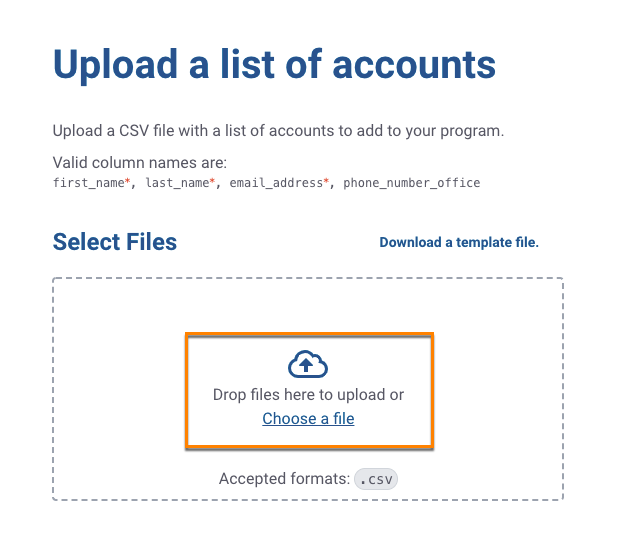 Upload a list of accounts
Upload a CSV file with a list of accounts to add to your program.
Valid column names are:
first_name*, last_name*, email_address*, phone_number_office
Select Files
Download a template file.
Drop files here to upload or
Choose a file
Accepted formats: .csv